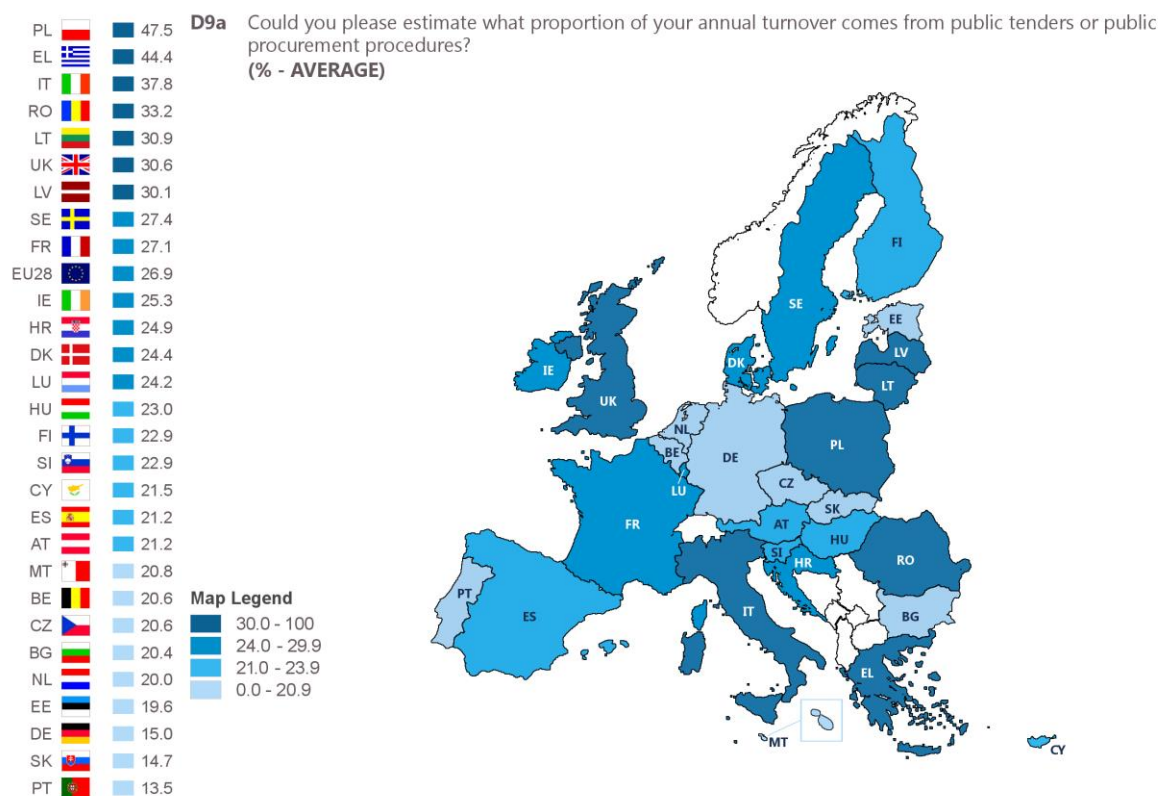 D9a Could you please estimate what proportion of your annual turnover comes from public tenders or public
procurement procedures?
(% - AVERAGE)
PL 47.5
EL 44.4
IT 37.8
RO 33.2
LT 30.9
UK 30.6
LV 30.1
SE 27.4
FR 27.1
EU28 26.9
IE 25.3
HR 24.9
DK 24.4
LU 24.2
HU 23.0
FI 22.9
SI 22.9
CY 21.5
ES 21.2
AT 21.2
MT 20.8
BE 20.6
CZ 20.6
BG 20.4
NL 20.0
EE 19.6
DE 15.0
SK 14.7
PT 13.5
Map Legend
30.0 - 100
24.0 - 29.9
21.0 - 23.9
0.0 - 20.9
FI
SE
EE
LV
LT
DK
IE
UK
NL
BE
DE
PL
LU
CZ
SK
FR
AT
HU
SI
HR
RO
PT
ES
IT
BG
EL
MT
CY